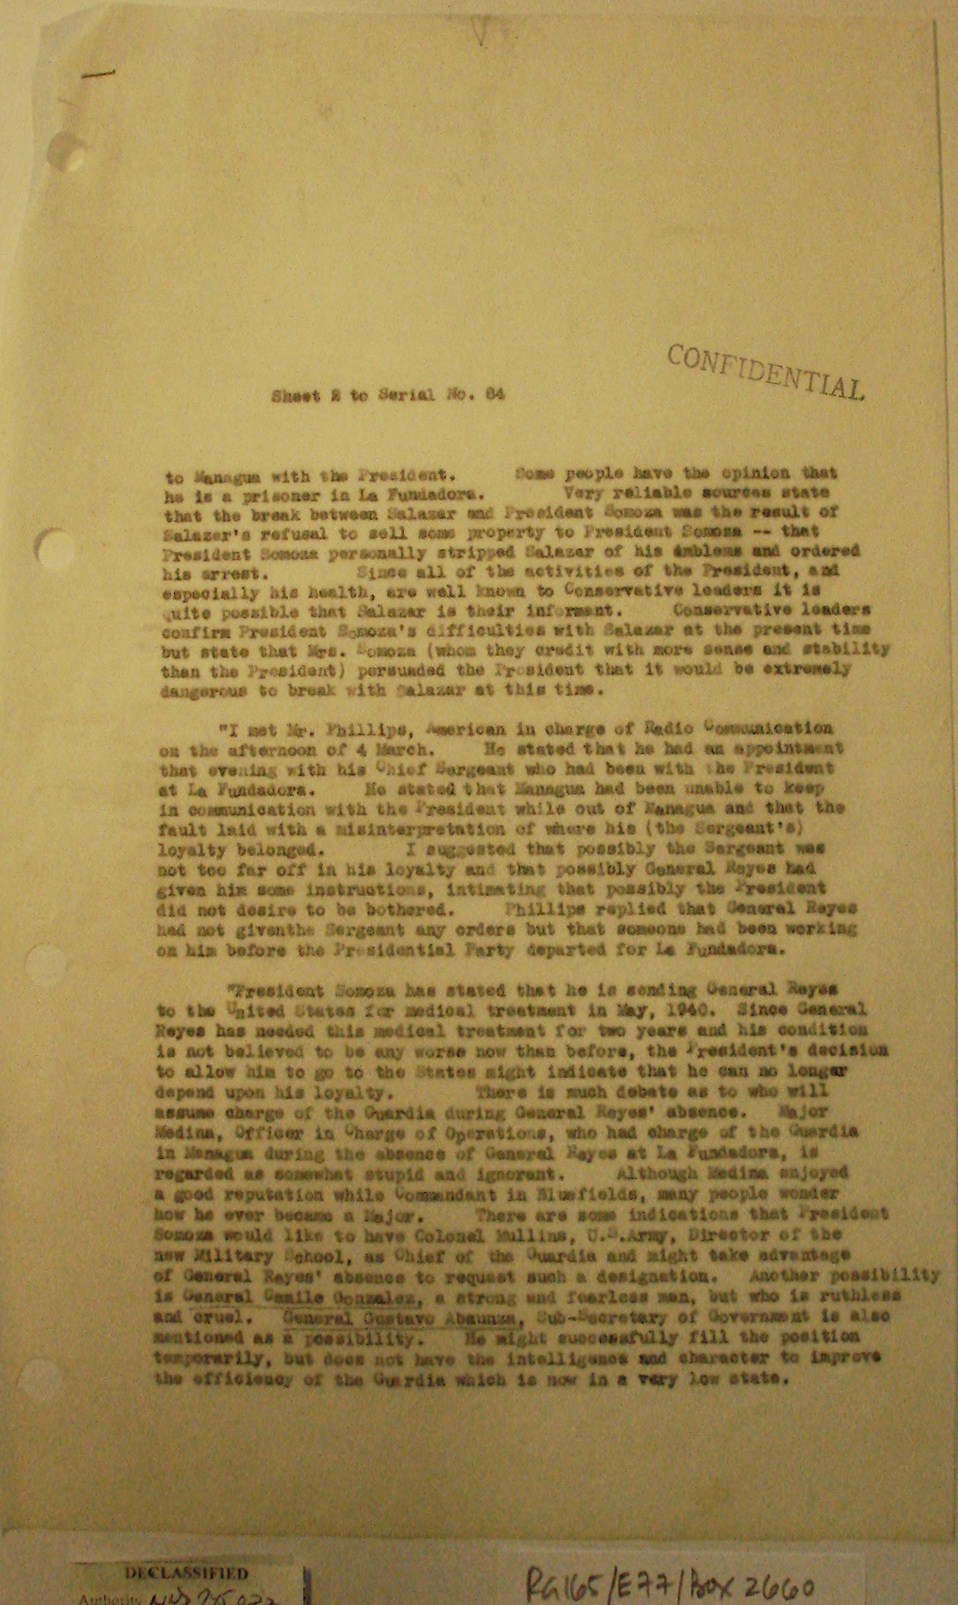 CONFIDENTIAL
Sheet 2 to Serial No. 84
to Managua with the President. Some people have the opinion that
he is a prisoner in La Fundadora. Very reliable sources state
that the break between Salazar and President Somoza was the result of
Salazar's refusal to sell some property to President Somoza -- that
President Somoza personally stripped Salazar of his emblems and ordered
his arrest. Since all of the activities of the President, and
especially his health, are well known to Conservative leaders it is
quite possible that Salazar is their informant. Conservative leaders
confirm President Somoza's difficulties with Salazar at the present time
but state that Mrs. Somoza (whom they credit with more sense and stability
than the President) persuaded the President that it would be extremely
dangerous to break with Salazar at this time.
"I met Mr. Phillips, American in charge of Radio Communication
on the afternoon of 4 March. He stated that he had an appointment
that evening with his Chief Sergeant who had been with the President
at La Fundadora. He stated that Managua had been unable to keep
in communication with the President while out of Managua and that the
fault laid with a misinterpretation of where his (the Sergeant's)
loyalty belonged. I suggested that possibly the Sergeant was
not too far off in his loyalty and that possibly General Reyes had
given him some instructions, intimating that possibly the President
did not desire to be bothered. Phillips replied that General Reyes
had not giventhe Sergeant any orders but that someone had been working
on him before the Presidential Party departed for La Fundadora.
"President Somoza has stated that he is sending General Reyes
to the United States for medical treatment in May, 1940. Since General
Reyes has needed this medical treatment for two years and his condition
is not believed to be any worse now than before, the President's decision
to allow him to go to the States might indicate that he can no longer
depend upon his loyalty. There is much debate as to who will
assume charge of the Guardia during General Reyes' absence. Major
Medina, Officer in Charge of Operations, who had charge of the Guardia
in Managua during the absence of General Reyes at La Fundadora, is
regarded as somewhat stupid and ignorant. Although Medina enjoyed
a good reputation while Commandant in Bluefields, many people wonder
how he ever became a Major. There are some indications that President
Somoza would like to have Colonel Mullins, U.S.Army, Director of the
new Military School, as Chief of the Guardia and might take advantage
of General Reyes' absence to request such a designation. Another possibility
is General Camilo Gonzalez, a strong and fearless man, but who is ruthless
and cruel. General Gustavo Abaunza, Sub-Secretary of Government is also
mentioned as a possibility. He might successfully fill the position
temporarily, but does not have the intelligence and character to improve
the efficiency of the Guardia which is now in a very low state.
DECLASSIFIED
Authority
RG165/E77/Box 2660